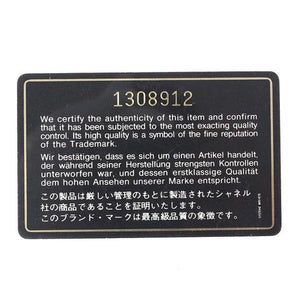 1308912
We certify the authenticity of this item and confirm
that it has been subjected to the most exacting quality
control. Its high quality is a symbol of the fine reputation
of the Trademark.
Wir bestätigen, dass es sich um einen Artikel handelt,
der während seiner Herstellung strengsten Kontrollen
unterworfen war, und dessen erstklassige Qualität
dem hohen Ansehen unserer Marke entspricht.
この製品は厳しい管理のもとに製造されたシャネル
社の商品であることを証明いたします。
このブランド・マークは最高級品質の象徴です。